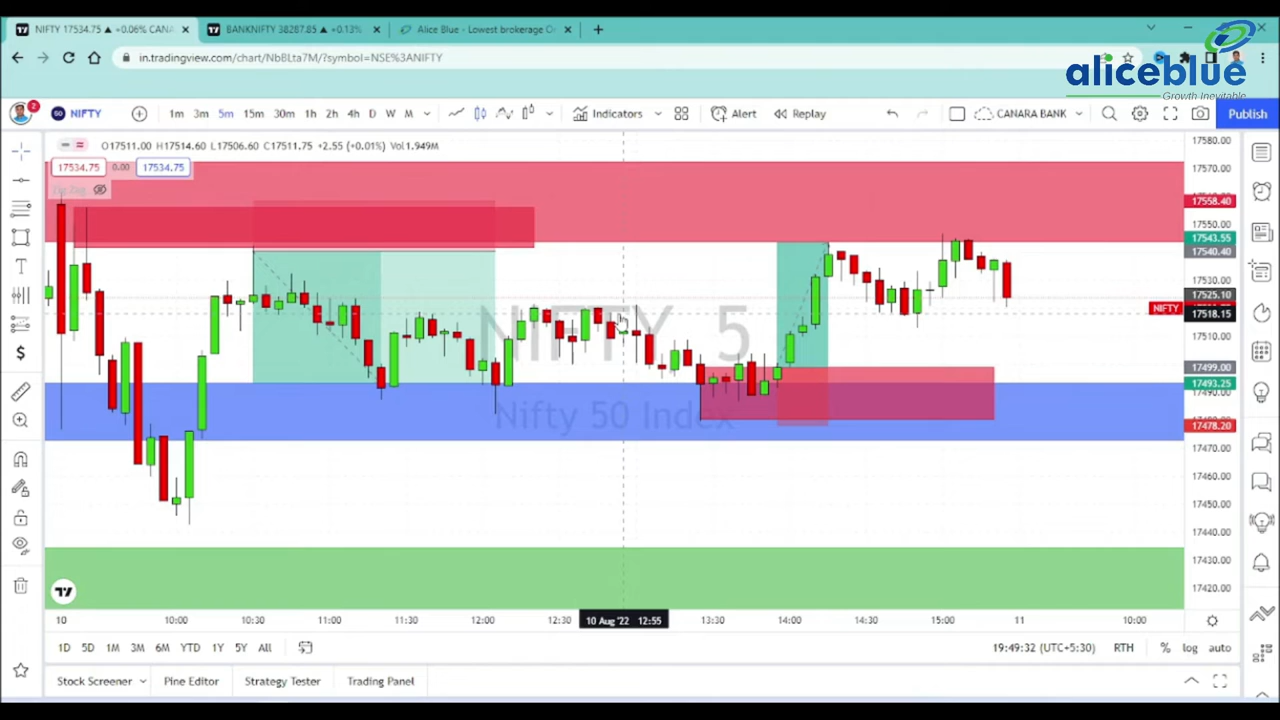 NIFTY 17534.75 ▲ +0.06% CANA
BANKNIFTY 38287.85 ▲ +0.13%
Alice Blue - Lowest brokerage
in.tradingview.com/chart/NbBLta7M/?symbol=NSE%3ANIFTY
aliceblue
Growth Inevitable
2
NIFTY
1m 3m 5m 15m 30m 1h 2h 4h D W M
Indicators
Alert
Replay
CANARA BANK
Publish
O17511.00 H17514.60 L17506.60 C17511.75 +2.55 (+0.01%) Vol 1.949M
17534.75 0.00 17534.75
NIFTY 5
Nifty 50 Index
17580.00
17570.00
17558.40
17550.00
17543.55
17540.40
17530.00
17525.10
NIFTY
17518.15
17510.00
17499.00
17493.25
17490.00
17478.20
17470.00
17460.00
17450.00
17440.00
17430.00
17420.00
10 10:00 10:30 11:00 11:30 12:00 12:30 10 Aug '22 12:55 13:30 14:00 14:30 15:00 11 10:00
1D 5D 1M 3M 6M YTD 1Y 5Y All
19:49:32 (UTC+5:30) RTH % log auto
Stock Screener Pine Editor Strategy Tester Trading Panel